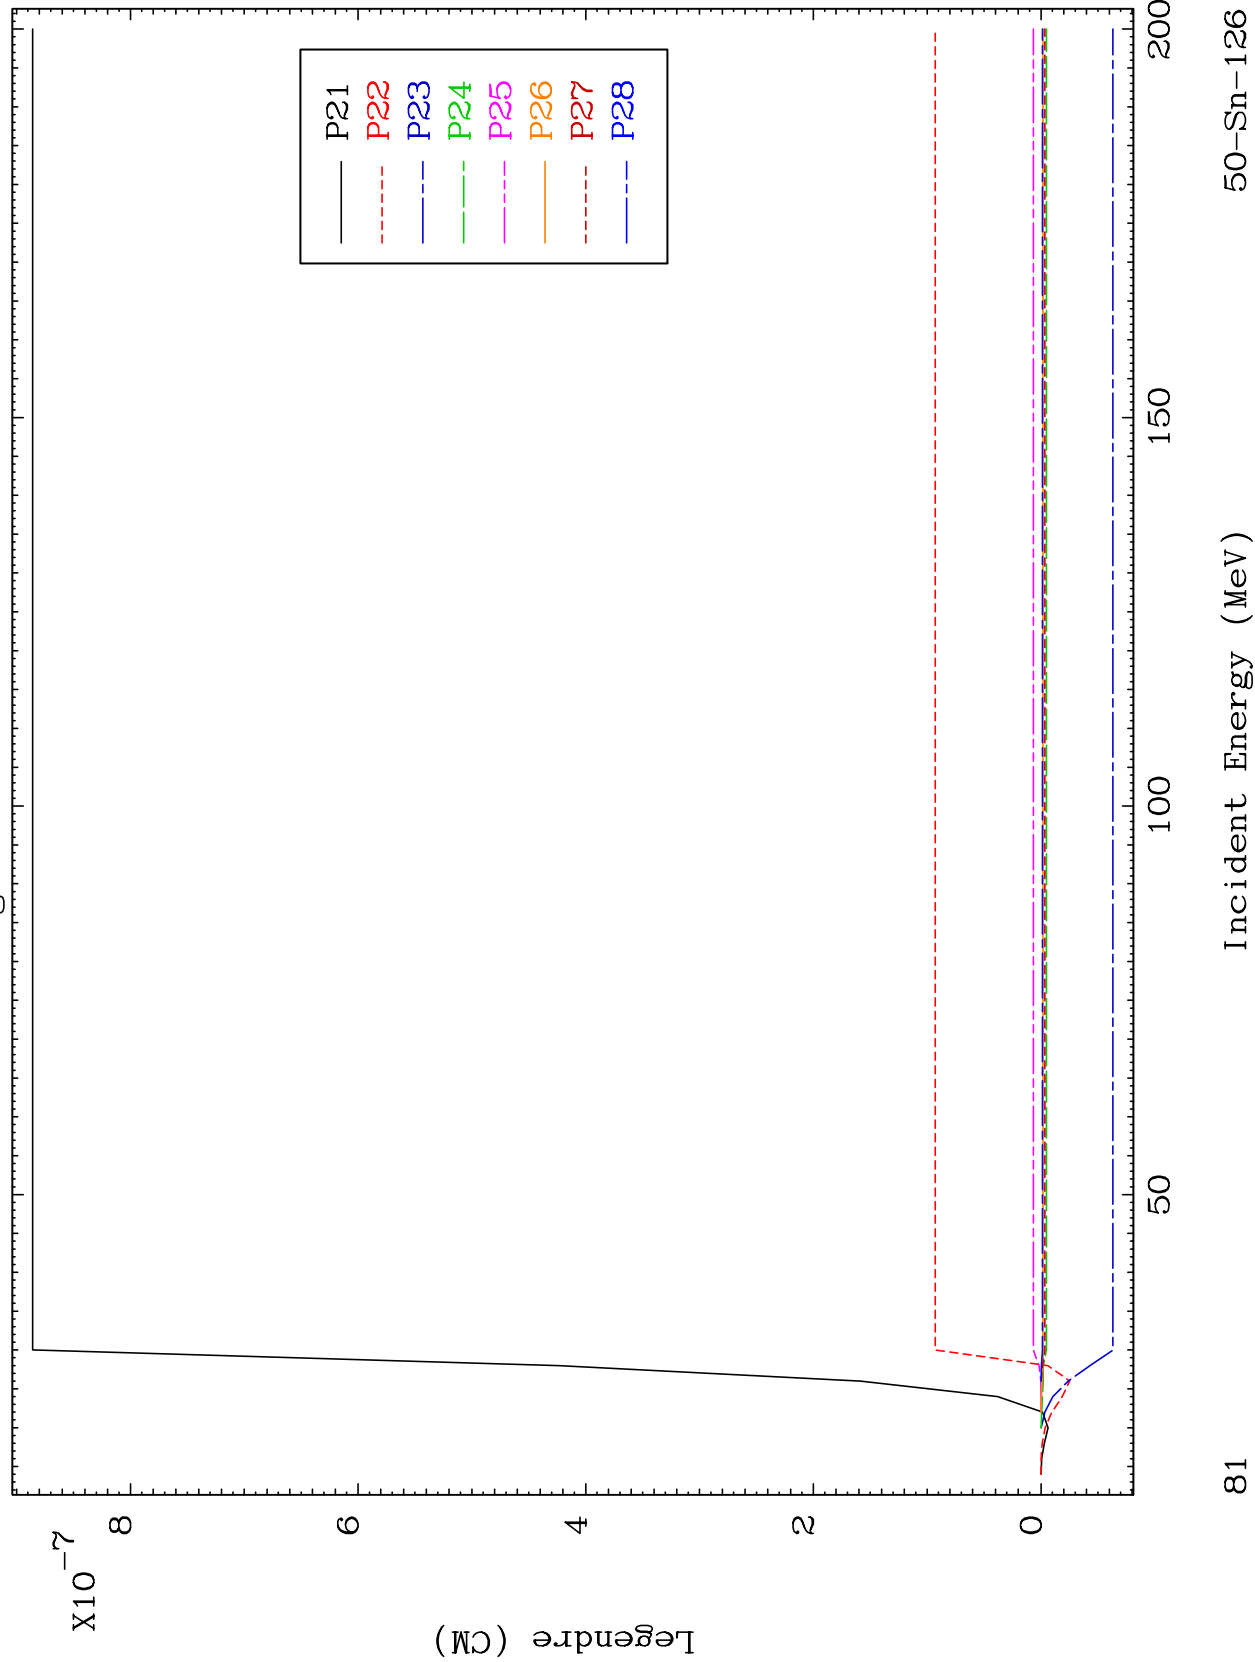 X10-7
8
6
4
2
0
Legendre (CM)
P21
P22
P23
P24
P25
P26
P27
P28
50
100
150
200
81
Incident Energy (MeV)
50-Sn-126